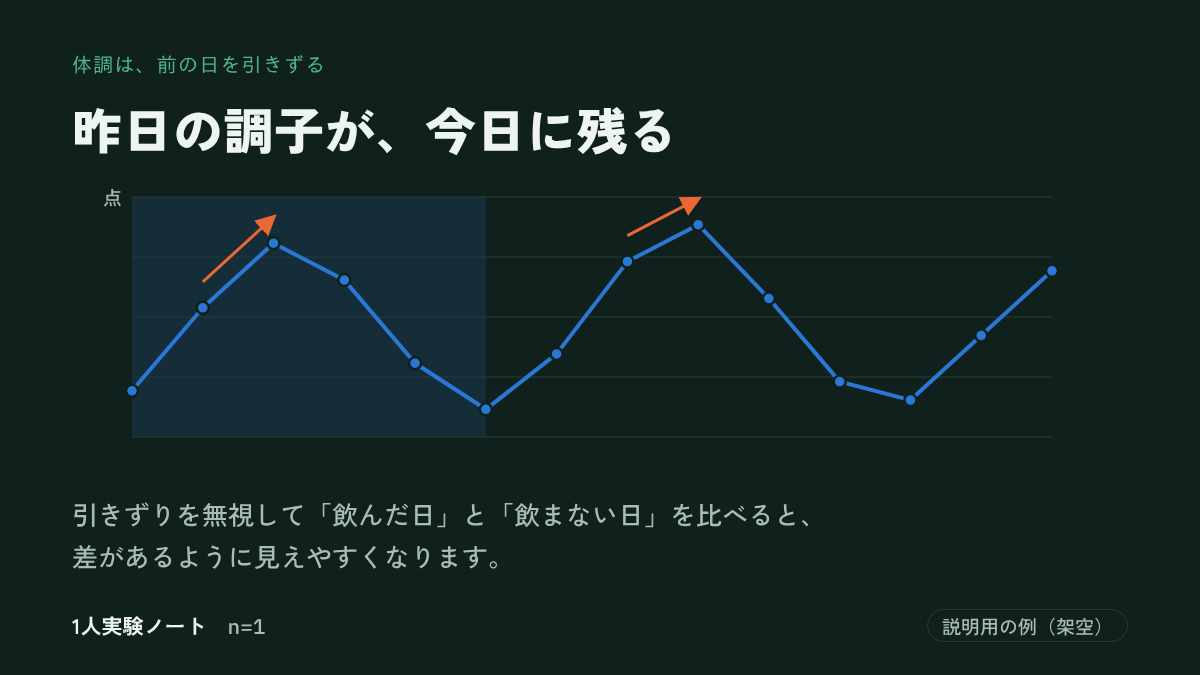 体調は、前の日を引きずる
昨日の調子が、今日に残る
点
引きずりを無視して「飲んだ日」と「飲まない日」を比べると、
差があるように見えやすくなります。
1人実験ノート n=1
説明用の例（架空）